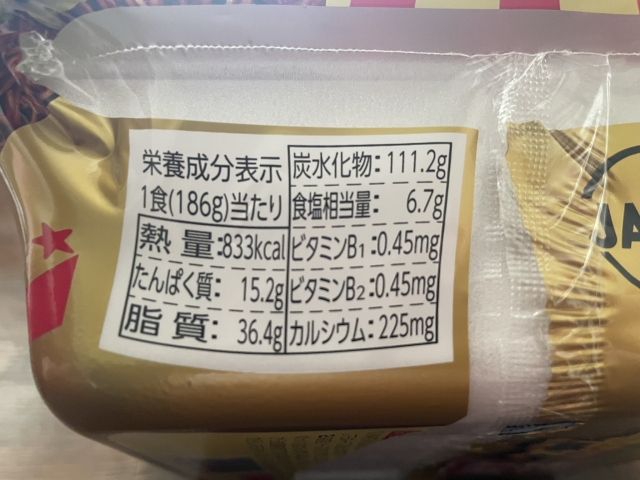 栄養成分表示
1食(186g)当たり
熱量:833kcal
たんぱく質: 15.2g
脂質: 36.4g
炭水化物: 111.2g
食塩相当量: 6.7g
ビタミンB1:0.45mg
ビタミンB2:0.45mg
カルシウム:225mg
JA